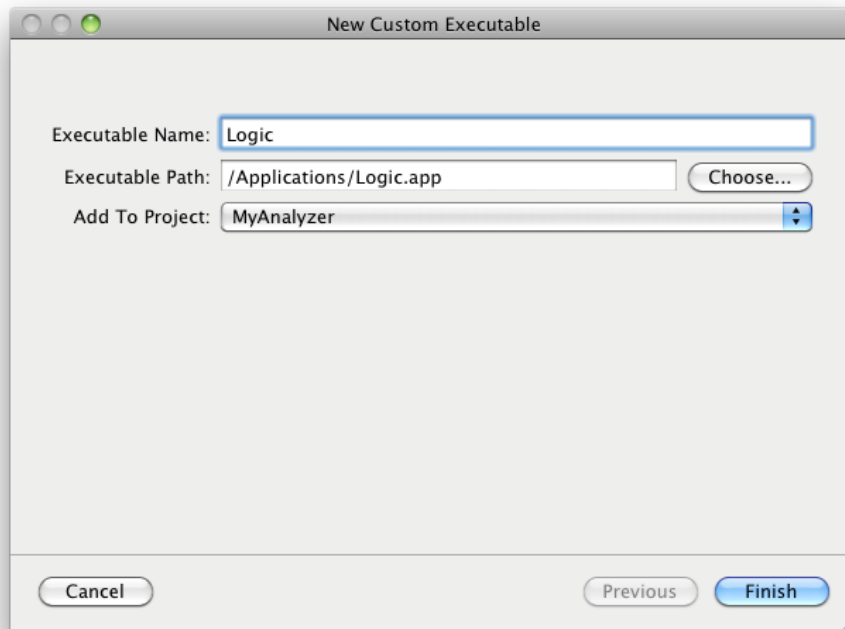 New Custom Executable
Executable Name: Logic
Executable Path: /Applications/Logic.app Choose...
Add To Project: MyAnalyzer
Cancel Previous Finish